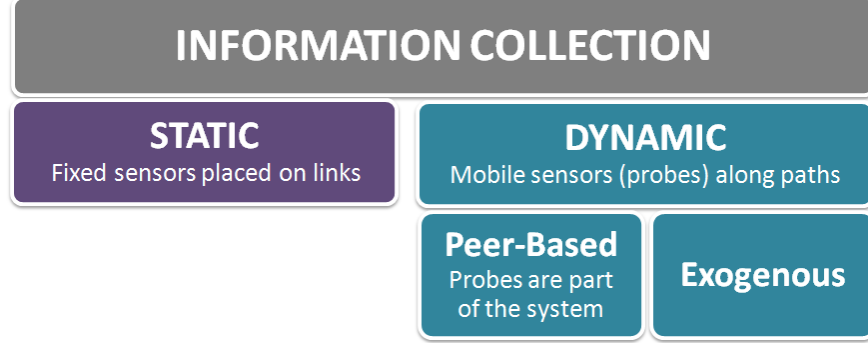 INFORMATION COLLECTION
STATIC
Fixed sensors placed on links
DYNAMIC
Mobile sensors (probes) along paths
Peer-Based
Probes are part
of the system
Exogenous